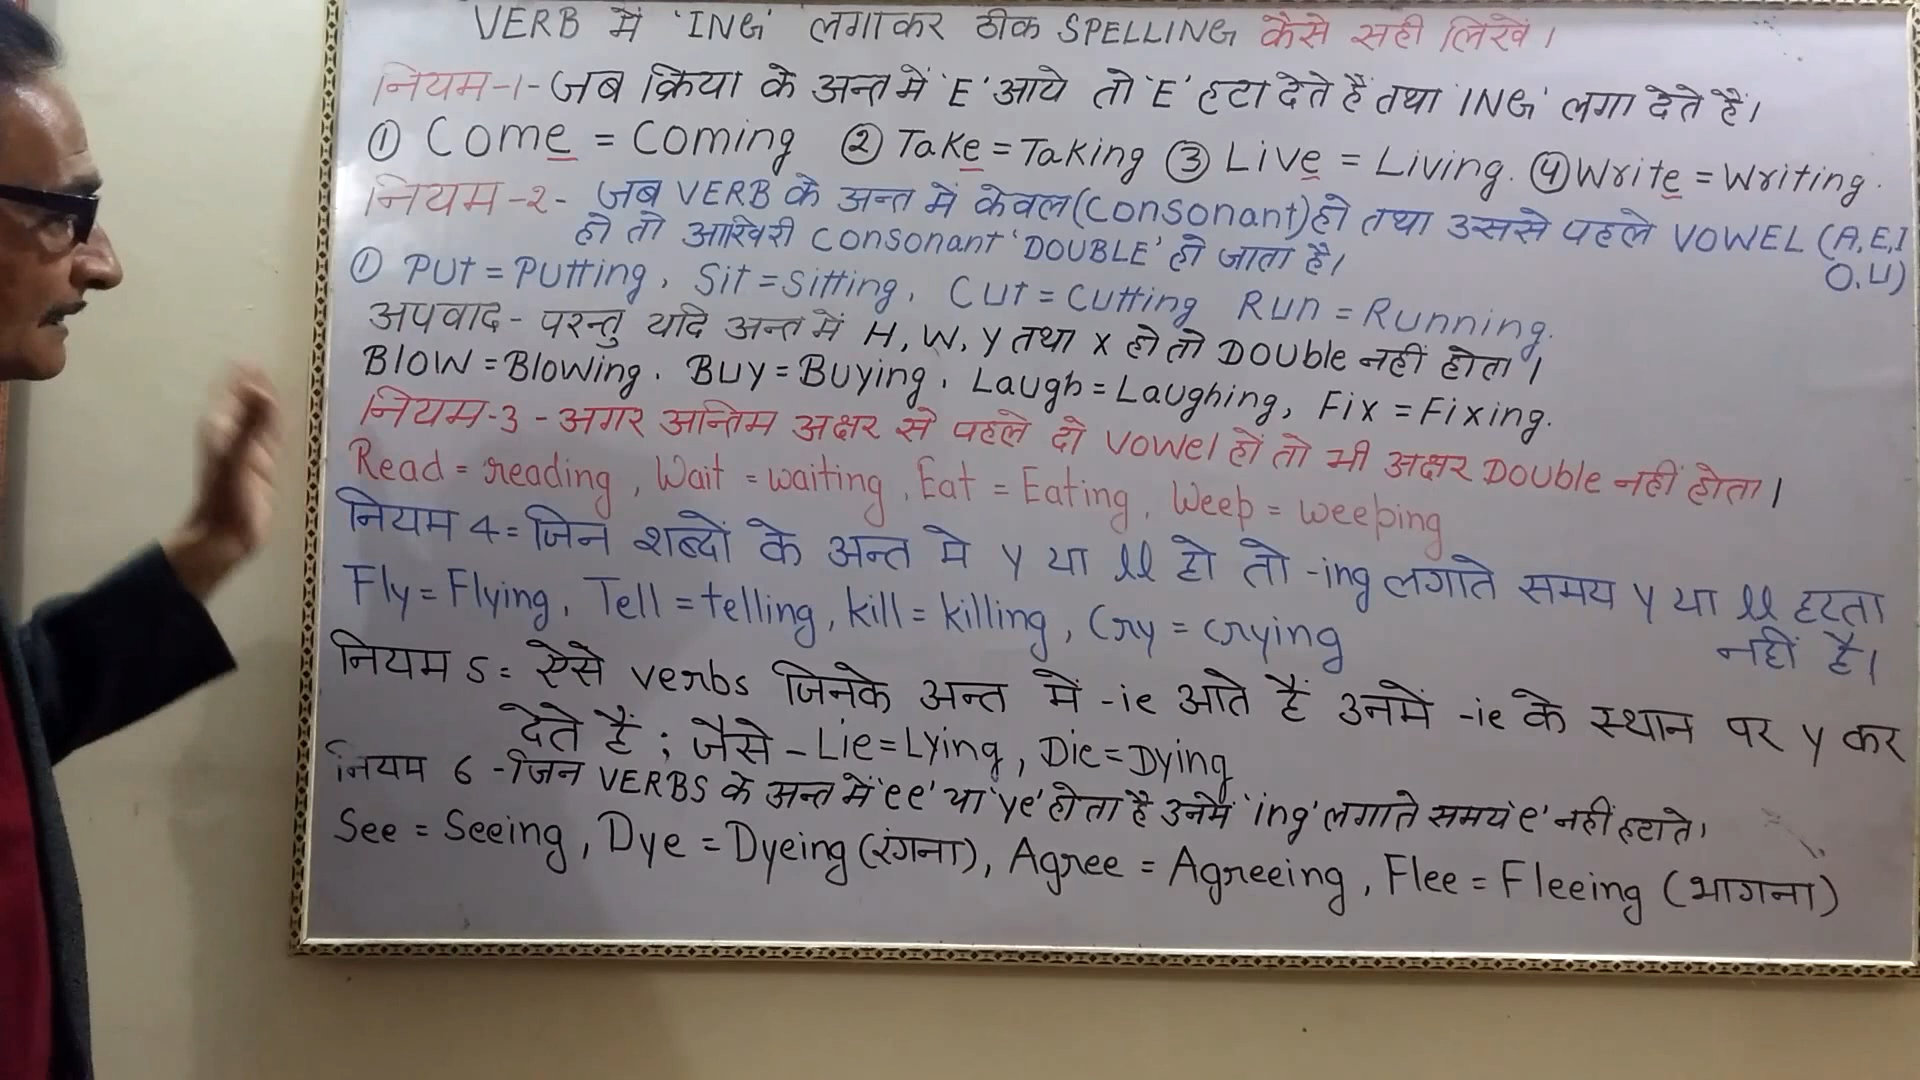 VERB में 'ING' लगाकर ठीक SPELLING कैसे सही लिखें।
नियम-1- जब क्रिया के अन्त में 'E' आये तो 'E' हटा देते हैं तथा 'ING' लगा देते हैं।
① Come = Coming ② Take = Taking ③ Live = Living. ④ Write = Writing.
नियम-2- जब VERB के अन्त में केवल (Consonant) हो तथा उससे पहले VOWEL (A,E,I
O,U)
हो तो आखिरी Consonant 'DOUBLE' हो जाता है।
① PUt = PUtting, Sit = Sitting, CUt = CUtting RUn = RUnning.
अपवाद - परन्तु यदि अन्त में H, W, Y तथा X हो तो DOUble नहीं होता।
BlOW = BlOWing. BUy = BUying, Laugh = Laughing, Fix = Fixing.
नियम-3 - अगर अन्तिम अक्षर से पहले दो Vowel हों तो भी अक्षर DOUble नहीं होता।
Read = reading, Wait = waiting, Eat = Eating, Weep = weeping
नियम 4 = जिन शब्दों के अन्त मे y या ll हो तो -ing लगाते समय y या ll हटता
नहीं है।
Fly = Flying, Tell = telling, kill = killing, Cry = crying
नियम 5 = ऐसे verbs जिनके अन्त में -ie आते हैं उनमें -ie के स्थान पर y कर
देते हैं ; जैसे - Lie = Lying, Die = Dying
नियम 6 - जिन VERBS के अन्त में 'ee' या 'ye' होता है उनमें 'ing' लगाते समय 'e' नहीं हटाते।
See = Seeing, Dye = Dyeing (रंगना), Agree = Agreeing, Flee = Fleeing (भागना)